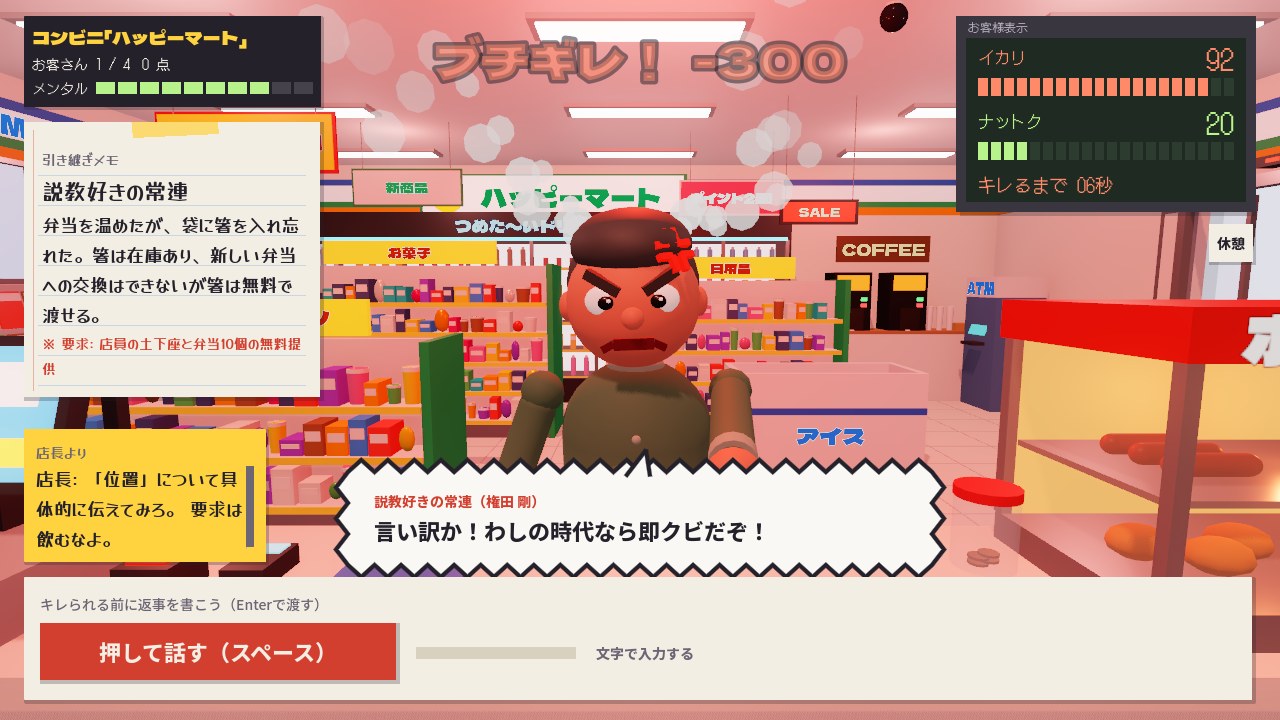 コンビニ「ハッピーマート」
お客さん 1 / 4 0 点
メンタル
ブチギレ! -300
お客様表示
イカリ 92
ナットク 20
キレるまで 06秒
休憩
引き継ぎメモ
説教好きの常連
弁当を温めたが、袋に箸を入れ忘
れた。箸は在庫あり、新しい弁当
への交換はできないが箸は無料で
渡せる。
※ 要求: 店員の土下座と弁当10個の無料提
供
新商品
ハッピーマート
SALE
お菓子
日用品
COFFEE
ATM
アイス
店長より
店長: 「位置」について具
体的に伝えてみろ。 要求は
飲むなよ。
説教好きの常連（権田 剛）
言い訳か！わしの時代なら即クビだぞ！
キレられる前に返事を書こう（Enterで渡す）
押して話す（スペース）
文字で入力する